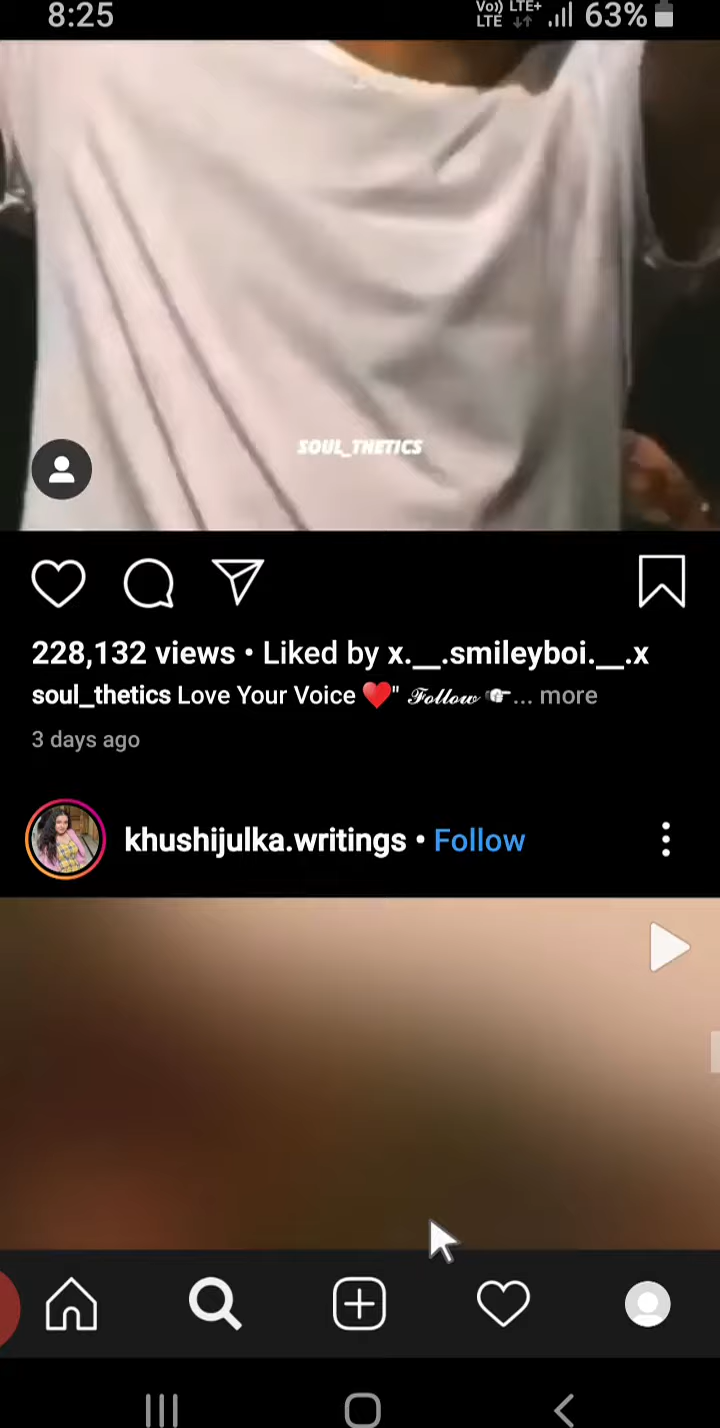 8:25 Vo)) LTE+ 63%
LTE
SOUL_THETICS
228,132 views • Liked by x.__.smileyboi.__.x
soul_thetics Love Your Voice ❤️" 𝓕𝓸𝓵𝓵𝓸𝔀 👉... more
3 days ago
khushijulka.writings • Follow